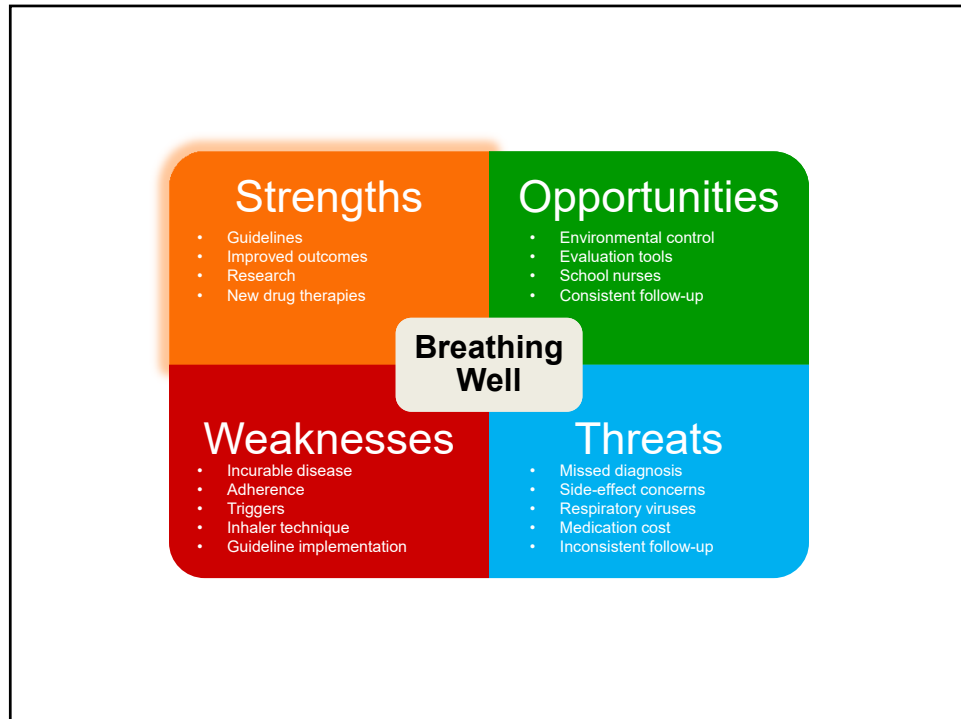 Strengths
• Guidelines
• Improved outcomes
• Research
• New drug therapies
Opportunities
• Environmental control
• Evaluation tools
• School nurses
• Consistent follow-up
Breathing
Well
Weaknesses
• Incurable disease
• Adherence
• Triggers
• Inhaler technique
• Guideline implementation
Threats
• Missed diagnosis
• Side-effect concerns
• Respiratory viruses
• Medication cost
• Inconsistent follow-up